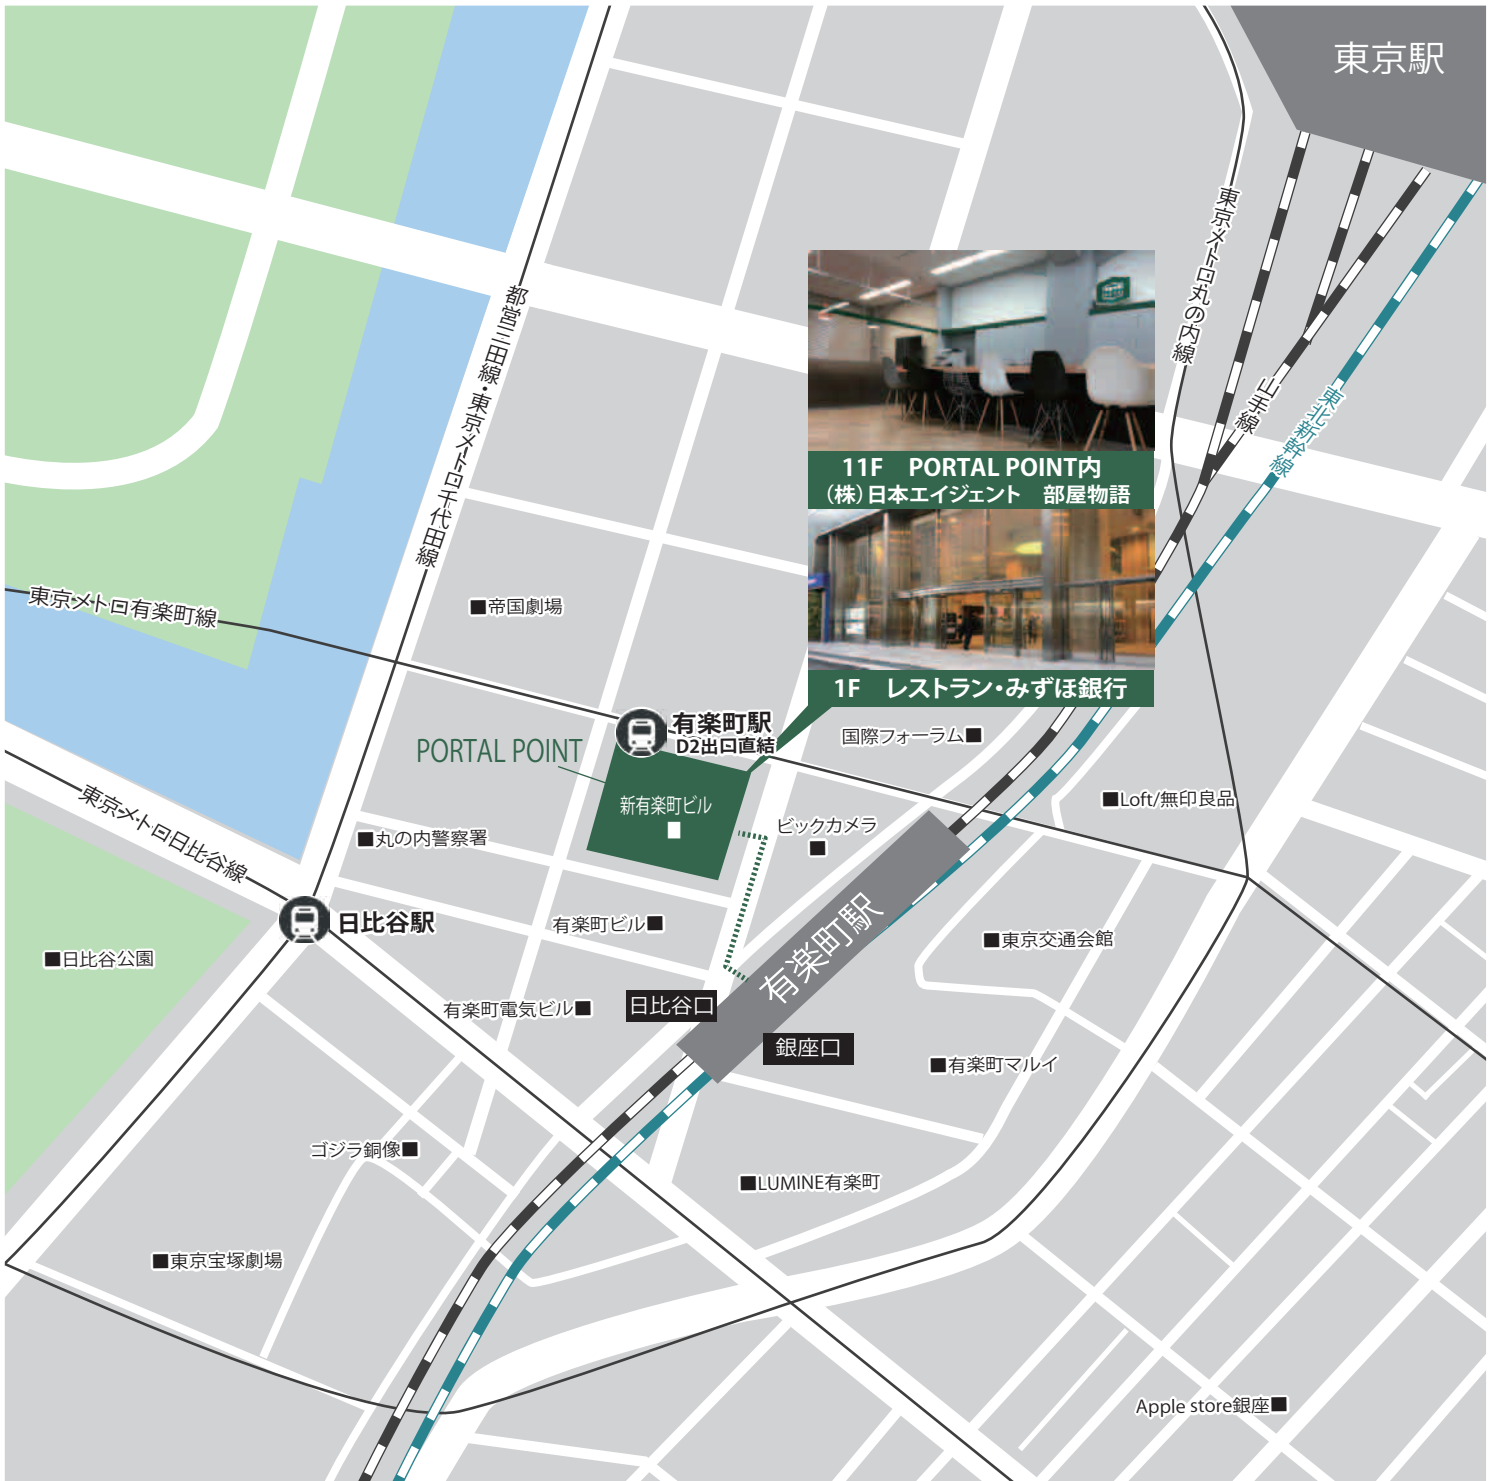 東京駅
東京メトロ丸の内線
都営三田線・東京メトロ千代田線
山手線
東北新幹線
11F PORTAL POINT内
(株)日本エイジェント 部屋物語
1F レストラン・みずほ銀行
東京メトロ有楽町線
■帝国劇場
有楽町駅
D2出口直結
国際フォーラム■
PORTAL POINT
新有楽町ビル
■Loft/無印良品
東京メトロ日比谷線
■丸の内警察署
ビックカメラ
■
日比谷駅
有楽町ビル■
有楽町駅
■東京交通会館
■日比谷公園
有楽町電気ビル■
日比谷口
銀座口
■有楽町マルイ
ゴジラ銅像■
■LUMINE有楽町
■東京宝塚劇場
Apple store銀座■